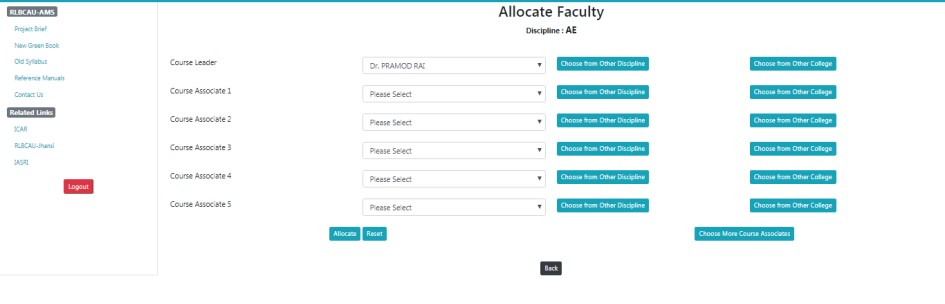 RLBCAU-AMS
Project Brief
New Green Book
Old Syllabus
Reference Manuals
Contact Us
Related Links
ICAR
RLBCAU-Jhansi
IASRI
Logout
Allocate Faculty
Discipline : AE
Course Leader Dr. PRAMOD RAI Choose from Other Discipline Choose from Other College
Course Associate 1 Please Select Choose from Other Discipline Choose from Other College
Course Associate 2 Please Select Choose from Other Discipline Choose from Other College
Course Associate 3 Please Select Choose from Other Discipline Choose from Other College
Course Associate 4 Please Select Choose from Other Discipline Choose from Other College
Course Associate 5 Please Select Choose from Other Discipline Choose from Other College
Allocate Reset Choose More Course Associates
Back